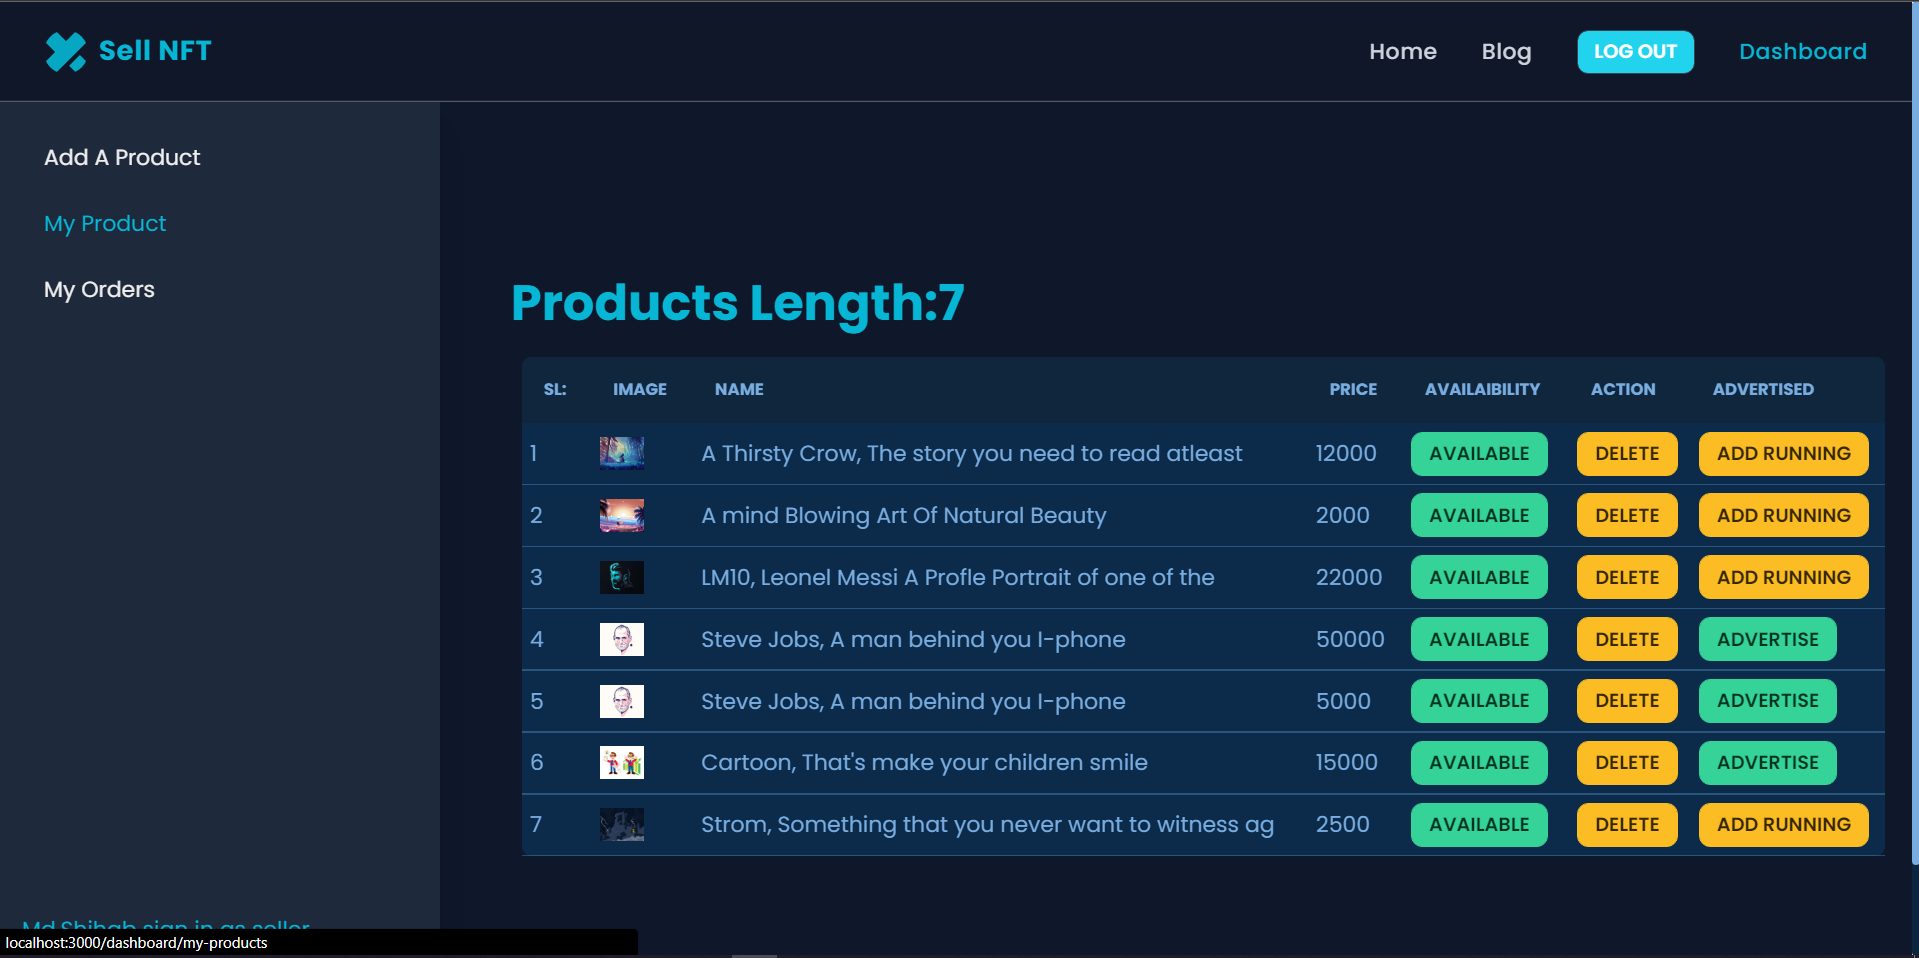 Sell NFT
Home Blog LOG OUT Dashboard
Add A Product
My Product
My Orders
Products Length:7
SL: IMAGE NAME PRICE AVAILAIBILITY ACTION ADVERTISED
1 A Thirsty Crow, The story you need to read atleast 12000 AVAILABLE DELETE ADD RUNNING
2 A mind Blowing Art Of Natural Beauty 2000 AVAILABLE DELETE ADD RUNNING
3 LM10, Leonel Messi A Profle Portrait of one of the 22000 AVAILABLE DELETE ADD RUNNING
4 Steve Jobs, A man behind you I-phone 50000 AVAILABLE DELETE ADVERTISE
5 Steve Jobs, A man behind you I-phone 5000 AVAILABLE DELETE ADVERTISE
6 Cartoon, That's make your children smile 15000 AVAILABLE DELETE ADVERTISE
7 Strom, Something that you never want to witness ag 2500 AVAILABLE DELETE ADD RUNNING
Md Shihab sign in as seller
localhost:3000/dashboard/my-products